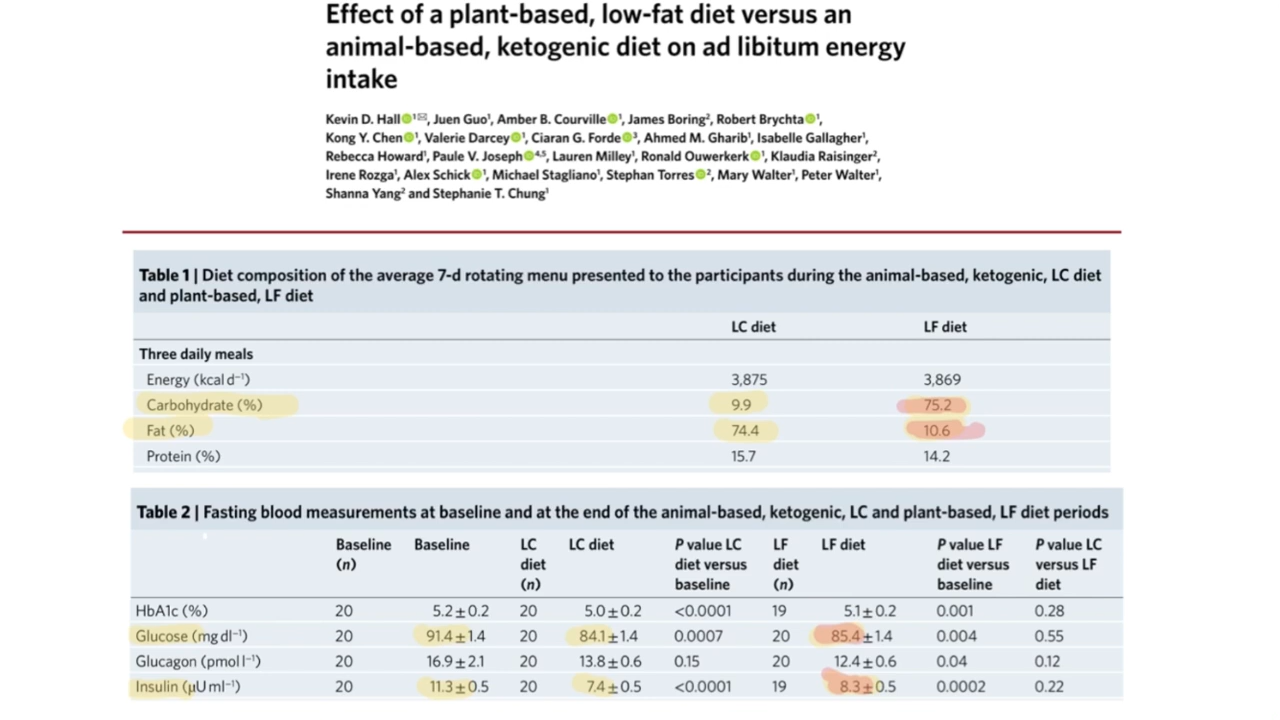 Effect of a plant-based, low-fat diet versus an
animal-based, ketogenic diet on ad libitum energy
intake
Kevin D. Hall¹✉, Juen Guo¹, Amber B. Courville¹, James Boring², Robert Brychta¹,
Kong Y. Chen¹, Valerie Darcey¹, Ciaran G. Forde³, Ahmed M. Gharib¹, Isabelle Gallagher¹,
Rebecca Howard¹, Paule V. Joseph⁴,⁵, Lauren Milley¹, Ronald Ouwerkerk¹, Klaudia Raisinger²,
Irene Rozga¹, Alex Schick¹, Michael Stagliano¹, Stephan Torres², Mary Walter¹, Peter Walter¹,
Shanna Yang² and Stephanie T. Chung¹
Table 1 | Diet composition of the average 7-d rotating menu presented to the participants during the animal-based, ketogenic, LC diet
and plant-based, LF diet
LC diet LF diet
Three daily meals
Energy (kcal d⁻¹) 3,875 3,869
Carbohydrate (%) 9.9 75.2
Fat (%) 74.4 10.6
Protein (%) 15.7 14.2
Table 2 | Fasting blood measurements at baseline and at the end of the animal-based, ketogenic, LC and plant-based, LF diet periods
Baseline Baseline LC LC diet P value LC LF LF diet P value LF P value LC
(n) diet diet versus diet diet versus versus LF
(n) baseline (n) baseline diet
HbA1c (%) 20 5.2±0.2 20 5.0±0.2 <0.0001 19 5.1±0.2 0.001 0.28
Glucose (mg dl⁻¹) 20 91.4±1.4 20 84.1±1.4 0.0007 20 85.4±1.4 0.004 0.55
Glucagon (pmol l⁻¹) 20 16.9±2.1 20 13.8±0.6 0.15 20 12.4±0.6 0.04 0.12
Insulin (μU ml⁻¹) 20 11.3±0.5 20 7.4±0.5 <0.0001 19 8.3±0.5 0.0002 0.22